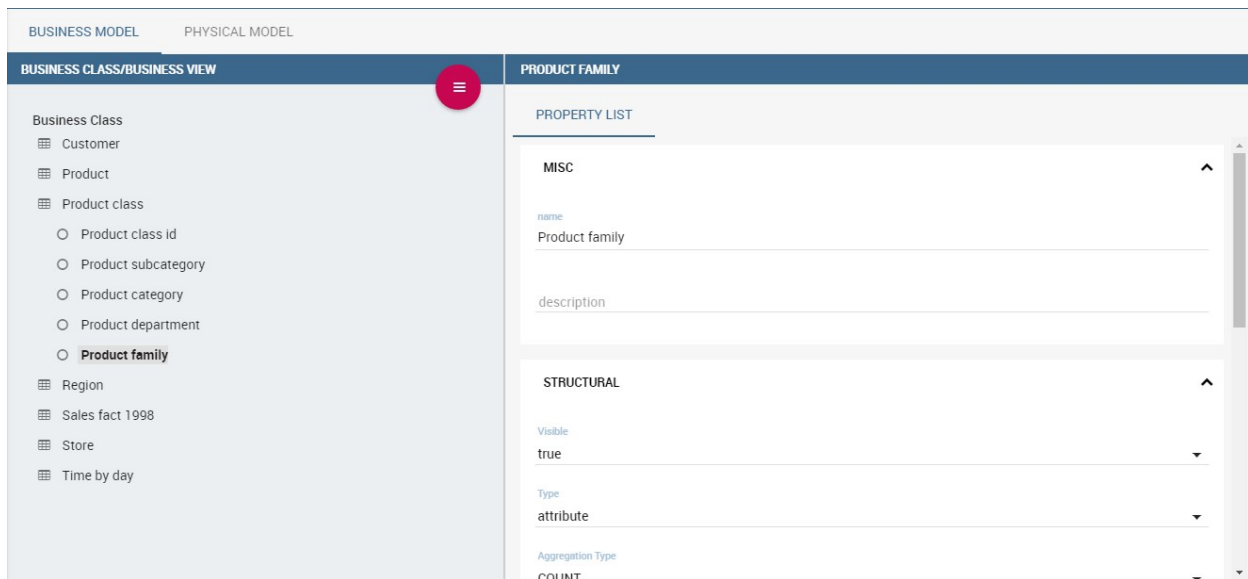 BUSINESS MODEL PHYSICAL MODEL
BUSINESS CLASS/BUSINESS VIEW
Business Class
Customer
Product
Product class
Product class id
Product subcategory
Product category
Product department
Product family
Region
Sales fact 1998
Store
Time by day
PRODUCT FAMILY
PROPERTY LIST
MISC
name
Product family
description
STRUCTURAL
Visible
true
Type
attribute
Aggregation Type
COUNT